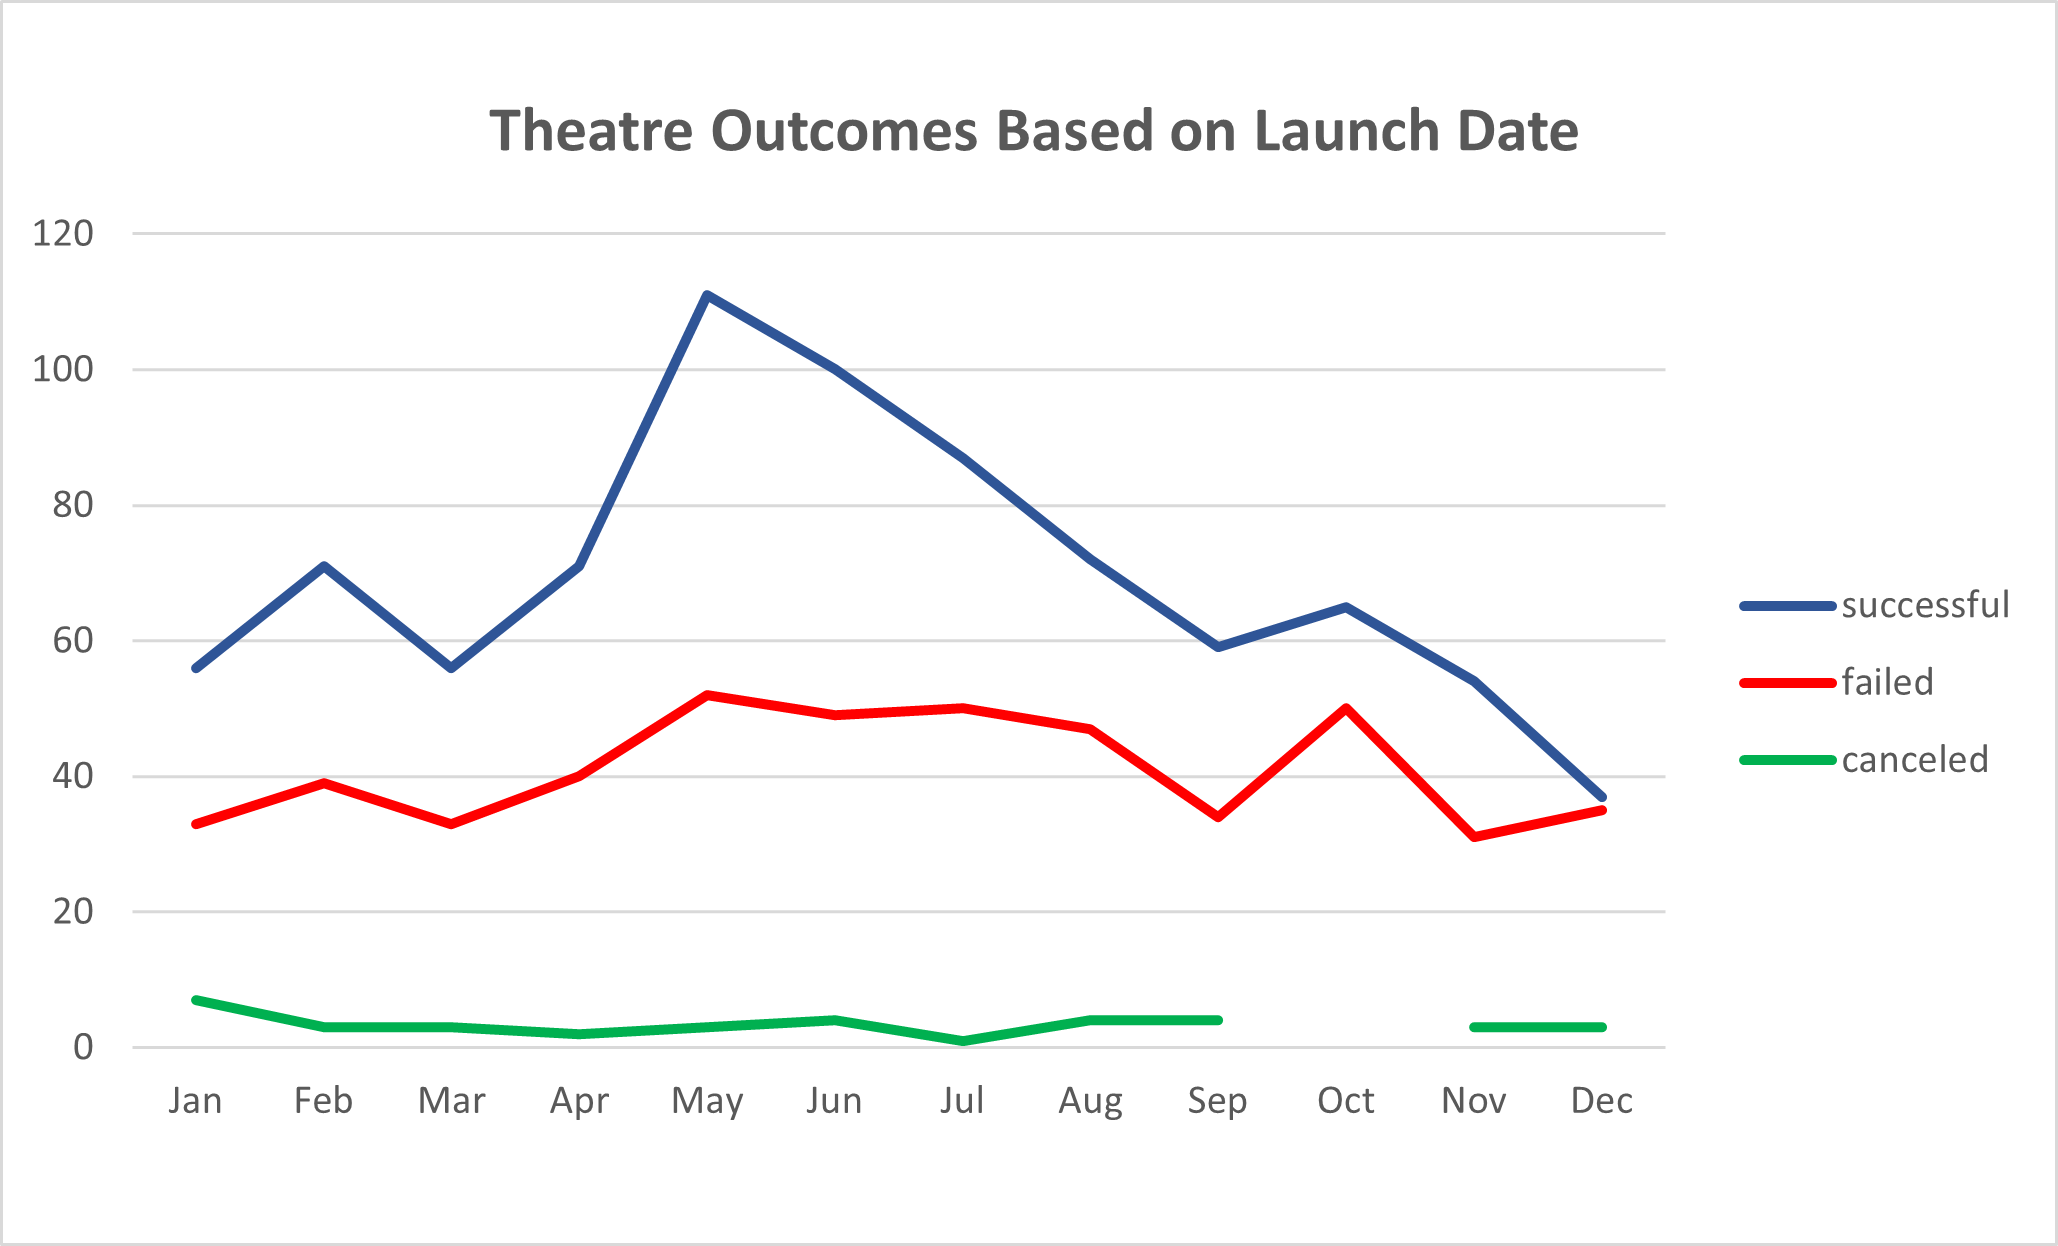 Theatre Outcomes Based on Launch Date
120
100
80
60
40
20
0
Jan Feb Mar Apr May Jun Jul Aug Sep Oct Nov Dec
successful
failed
canceled